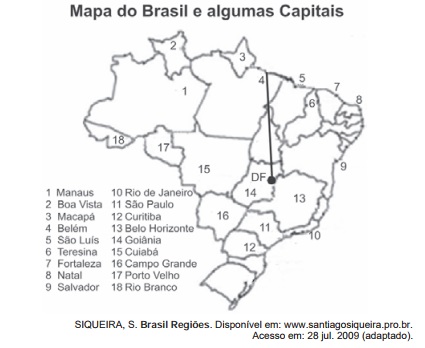 Mapa do Brasil e algumas Capitais
2
3
4
5
7
8
1
6
18
17
15
DF
9
14
13
16
11
10
12
1 Manaus 10 Rio de Janeiro
2 Boa Vista 11 São Paulo
3 Macapá 12 Curitiba
4 Belém 13 Belo Horizonte
5 São Luís 14 Goiânia
6 Teresina 15 Cuiabá
7 Fortaleza 16 Campo Grande
8 Natal 17 Porto Velho
9 Salvador 18 Rio Branco
SIQUEIRA, S. Brasil Regiões. Disponível em: www.santiagosiqueira.pro.br.
Acesso em: 28 jul. 2009 (adaptado).